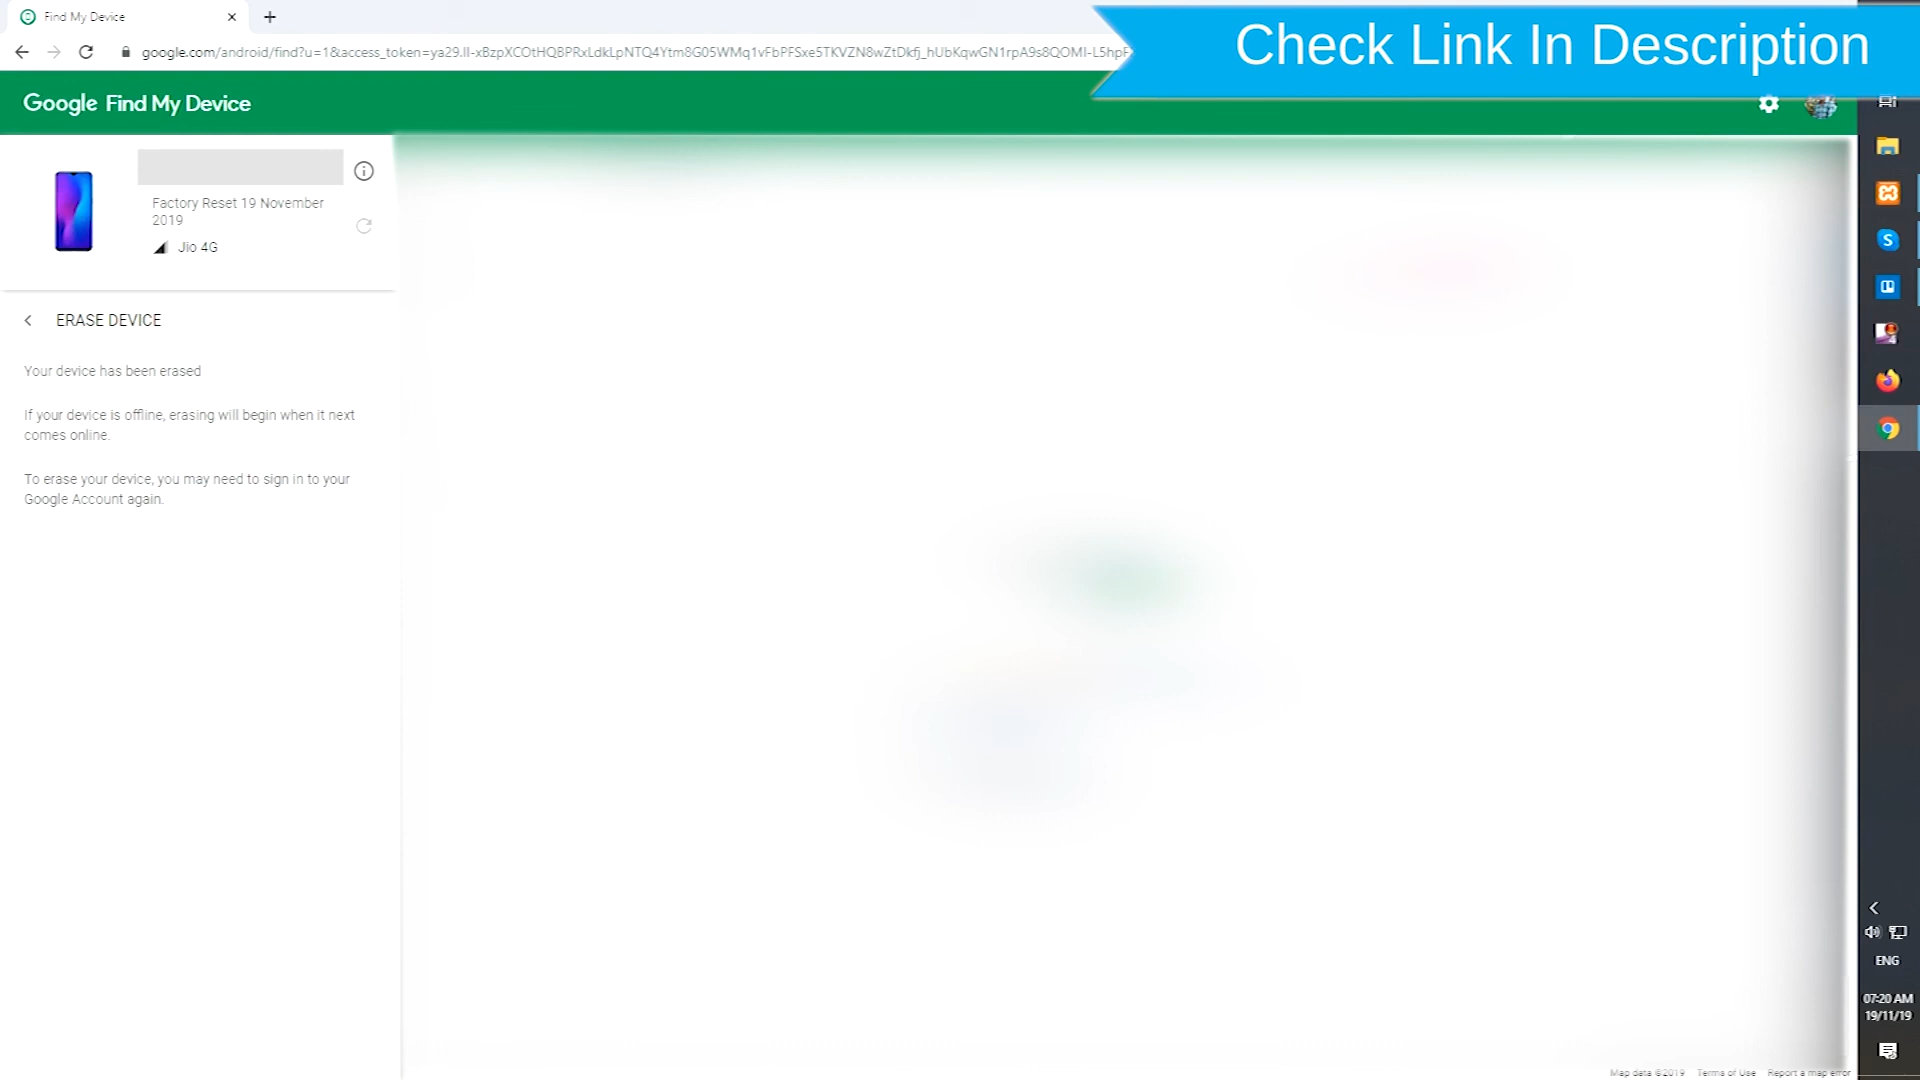 Find My Device
Check Link In Description
google.com/android/find?u=1&access_token=ya29.Il-xBzpXCOtHQBPRxLdkLpNTQ4Ytm8G05WMq1vFbPFSxe5TKVZN8wZtDkfj_hUbKqwGN1rpA9s8QOMI-L5hpF
Google Find My Device
Factory Reset 19 November
2019
Jio 4G
ERASE DEVICE
Your device has been erased
If your device is offline, erasing will begin when it next
comes online.
To erase your device, you may need to sign in to your
Google Account again.
ENG
07:20 AM
19/11/19
Map data ©2019 Terms of Use Report a map error